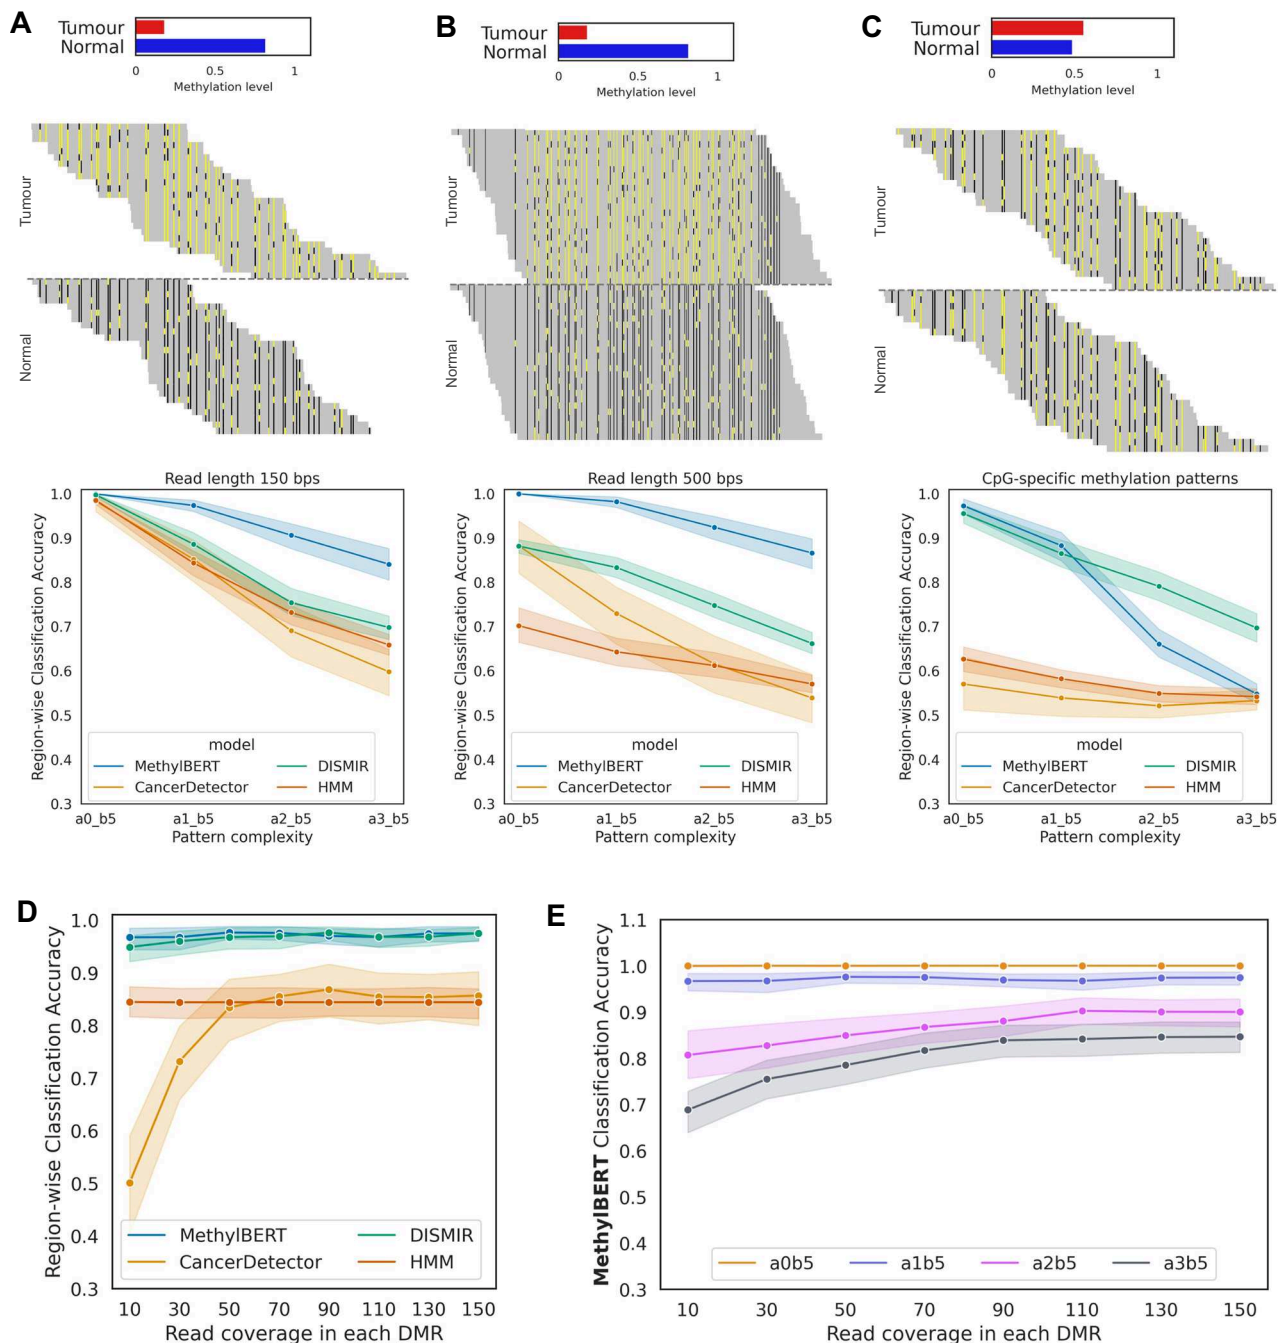 A
Tumour
Normal
0 0.5 1
Methylation level
Tumour
Normal
Read length 150 bps
Region-wise Classification Accuracy
1.0
0.9
0.8
0.7
0.6
0.5
0.4
0.3
model
MethylBERT DISMIR
CancerDetector HMM
a0_b5 a1_b5 a2_b5 a3_b5
Pattern complexity
B
Tumour
Normal
0 0.5 1
Methylation level
Tumour
Normal
Read length 500 bps
Region-wise Classification Accuracy
1.0
0.9
0.8
0.7
0.6
0.5
0.4
0.3
model
MethylBERT DISMIR
CancerDetector HMM
a0_b5 a1_b5 a2_b5 a3_b5
Pattern complexity
C
Tumour
Normal
0 0.5 1
Methylation level
Tumour
Normal
CpG-specific methylation patterns
Region-wise Classification Accuracy
1.0
0.9
0.8
0.7
0.6
0.5
0.4
0.3
model
MethylBERT DISMIR
CancerDetector HMM
a0_b5 a1_b5 a2_b5 a3_b5
Pattern complexity
D
Region-wise Classification Accuracy
1.0
0.9
0.8
0.7
0.6
0.5
0.4
0.3
MethylBERT DISMIR
CancerDetector HMM
10 30 50 70 90 110 130 150
Read coverage in each DMR
E
MethylBERT Classification Accuracy
1.1
1.0
0.9
0.8
0.7
0.6
0.5
0.4
0.3
a0b5 a1b5 a2b5 a3b5
10 30 50 70 90 110 130 150
Read coverage in each DMR